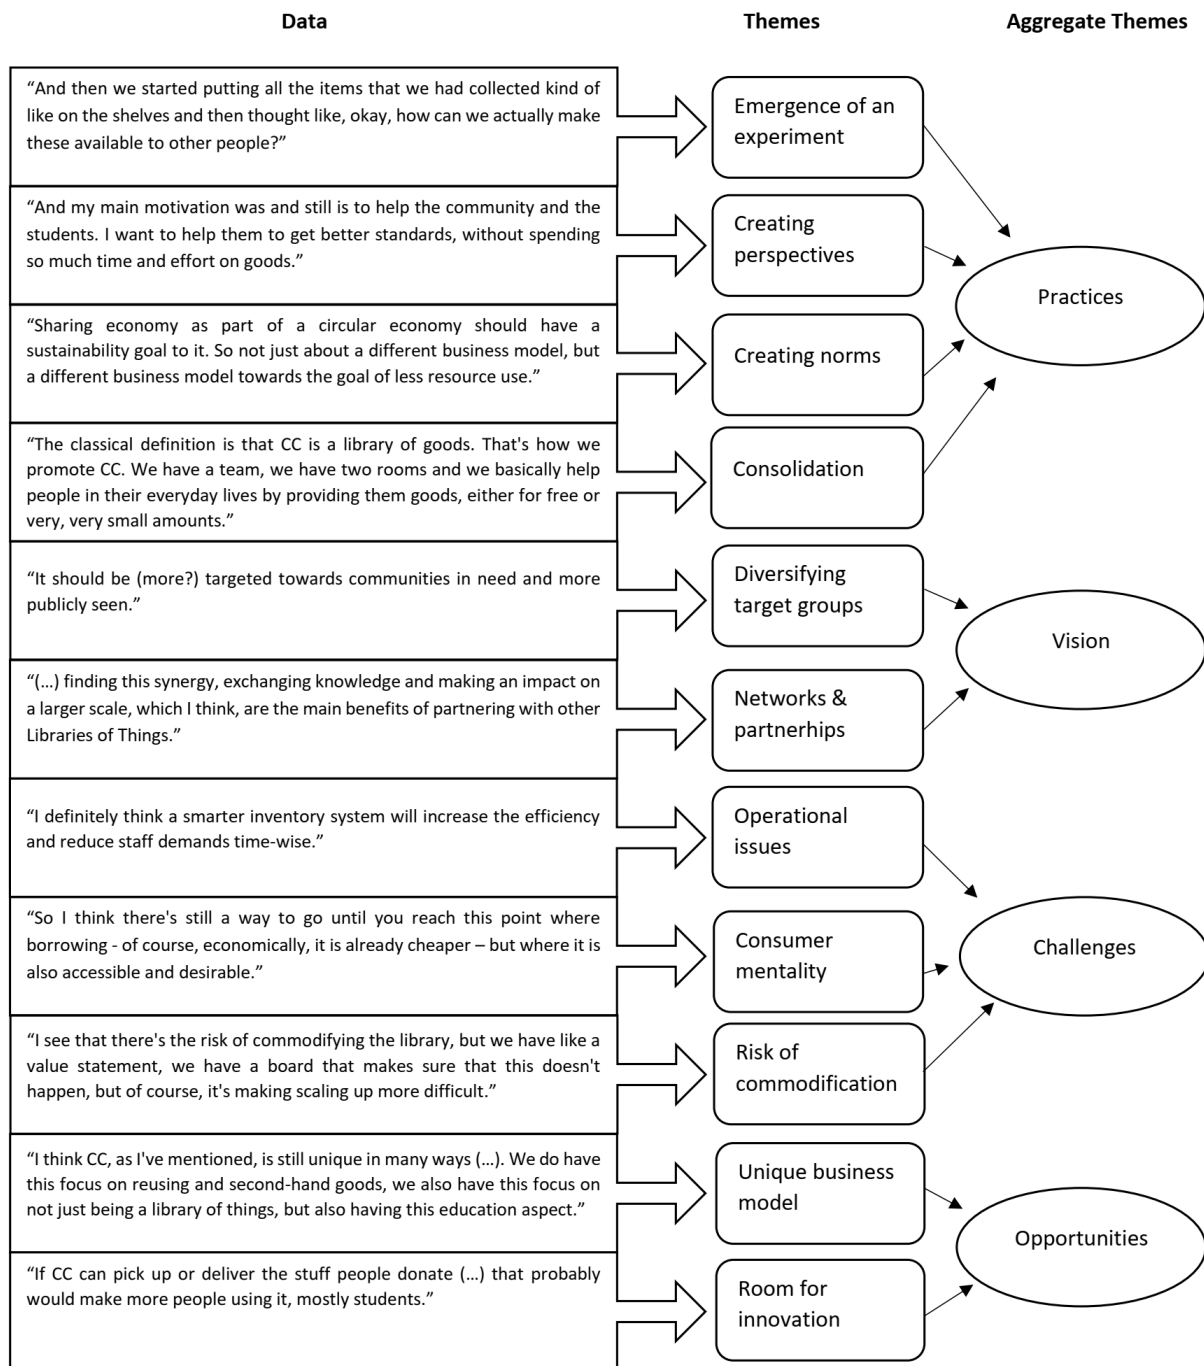 Data Themes Aggregate Themes
“And then we started putting all the items that we had collected kind of
like on the shelves and then thought like, okay, how can we actually make
these available to other people?”
Emergence of an
experiment
“And my main motivation was and still is to help the community and the
students. I want to help them to get better standards, without spending
so much time and effort on goods.”
Creating
perspectives
Practices
“Sharing economy as part of a circular economy should have a
sustainability goal to it. So not just about a different business model, but
a different business model towards the goal of less resource use.”
Creating norms
“The classical definition is that CC is a library of goods. That's how we
promote CC. We have a team, we have two rooms and we basically help
people in their everyday lives by providing them goods, either for free or
very, very small amounts.”
Consolidation
“It should be (more?) targeted towards communities in need and more
publicly seen.”
Diversifying
target groups
Vision
“(…) finding this synergy, exchanging knowledge and making an impact on
a larger scale, which I think, are the main benefits of partnering with other
Libraries of Things.”
Networks &
partnerhips
“I definitely think a smarter inventory system will increase the efficiency
and reduce staff demands time-wise.”
Operational
issues
“So I think there's still a way to go until you reach this point where
borrowing - of course, economically, it is already cheaper – but where it is
also accessible and desirable.”
Consumer
mentality
Challenges
“I see that there's the risk of commodifying the library, but we have like a
value statement, we have a board that makes sure that this doesn't
happen, but of course, it's making scaling up more difficult.”
Risk of
commodification
“I think CC, as I've mentioned, is still unique in many ways (…). We do have
this focus on reusing and second-hand goods, we also have this focus on
not just being a library of things, but also having this education aspect.”
Unique business
model
Opportunities
“If CC can pick up or deliver the stuff people donate (…) that probably
would make more people using it, mostly students.”
Room for
innovation